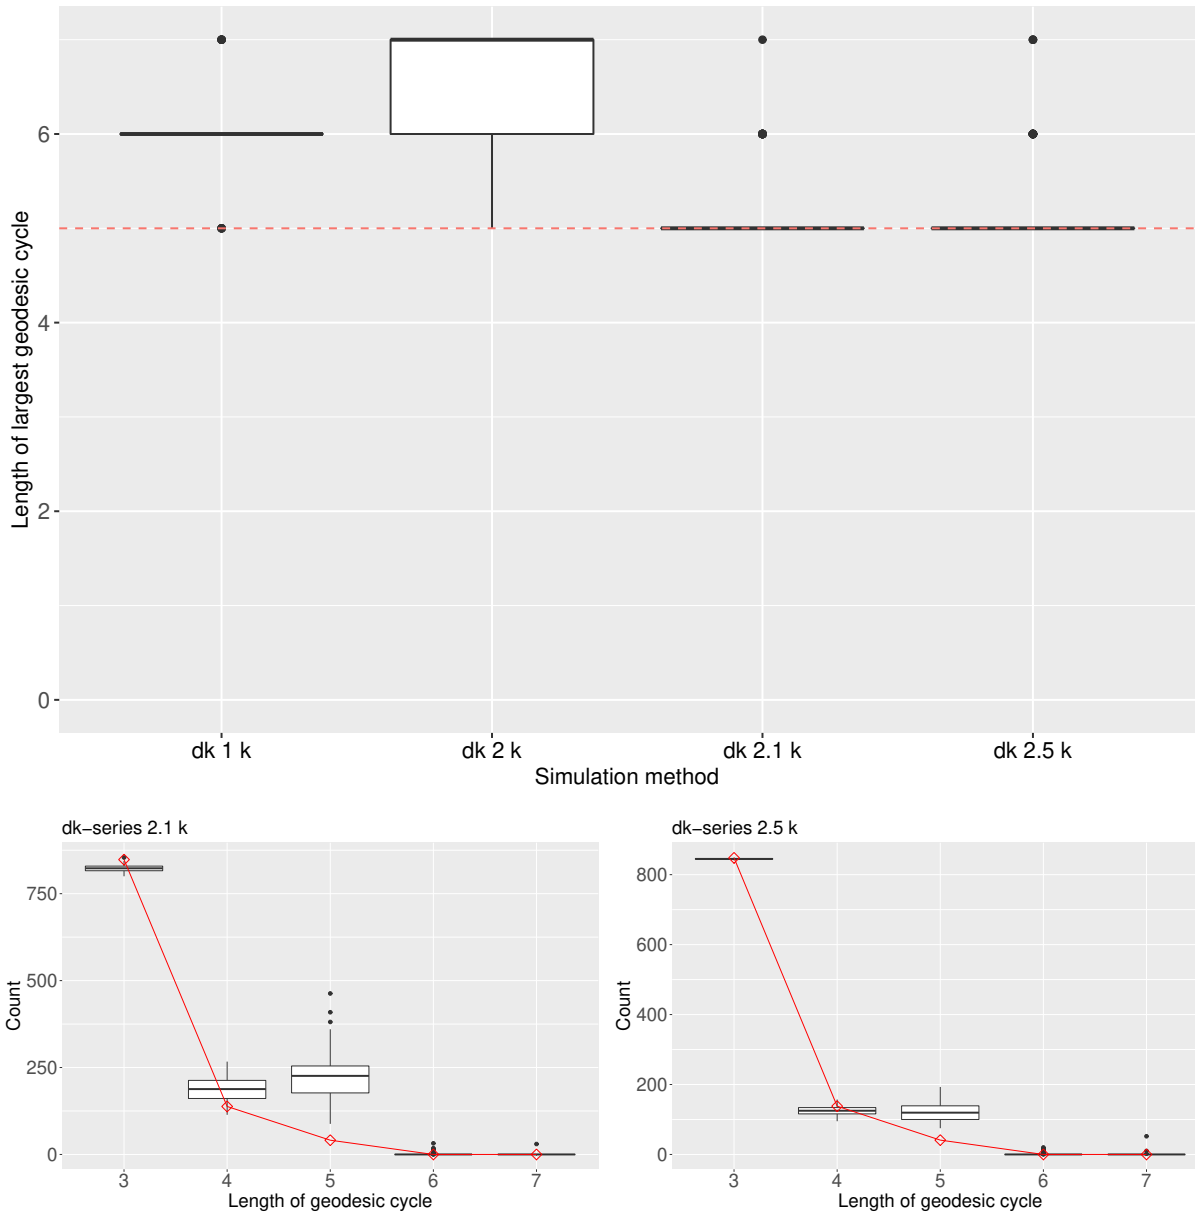 Length of largest geodesic cycle
6
4
2
0
dk 1 k dk 2 k dk 2.1 k dk 2.5 k
Simulation method
dk−series 2.1 k
Count
750
500
250
0
3 4 5 6 7
Length of geodesic cycle
dk−series 2.5 k
Count
800
600
400
200
0
3 4 5 6 7
Length of geodesic cycle